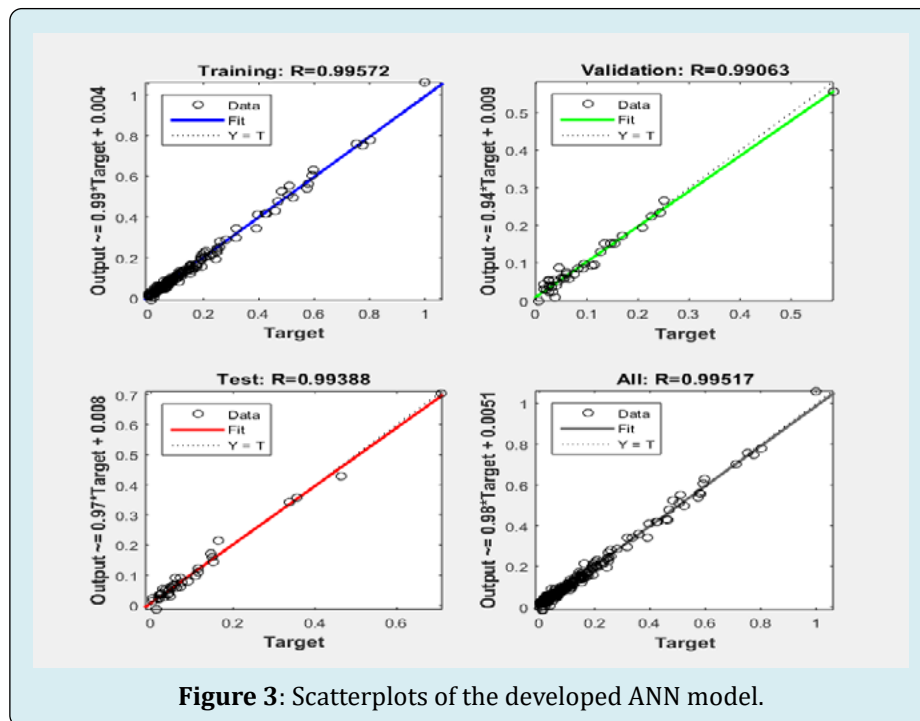 Training: R=0.99572
Output ~= 0.99*Target + 0.004
1
0.8
0.6
0.4
0.2
0
Data
Fit
Y = T
0
0.2
0.4
0.6
0.8
1
Target
Validation: R=0.99063
Output ~= 0.94*Target + 0.009
0.5
0.4
0.3
0.2
0.1
0
Data
Fit
Y = T
0
0.1
0.2
0.3
0.4
0.5
Target
Test: R=0.99388
Output ~= 0.97*Target + 0.008
0.7
0.6
0.5
0.4
0.3
0.2
0.1
0
Data
Fit
Y = T
0
0.2
0.4
0.6
Target
All: R=0.99517
Output ~= 0.98*Target + 0.0051
1
0.8
0.6
0.4
0.2
0
Data
Fit
Y = T
0
0.2
0.4
0.6
0.8
1
Target
Figure 3: Scatterplots of the developed ANN model.